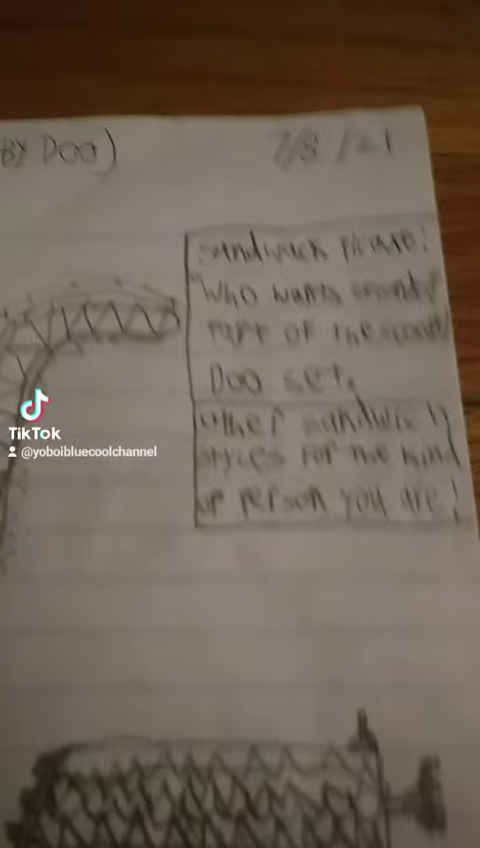 BY DOO) 7/8/21
Sandwich Phrase:
"Who wants
Part of the
Doo set.
Other sandwich
styles for the kind
of person you are!
TikTok
@yoboibluecoolchannel